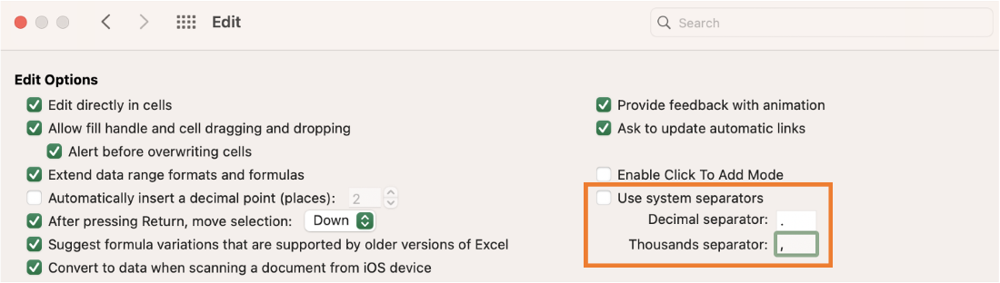 Edit
Search
Edit Options
Edit directly in cells
Allow fill handle and cell dragging and dropping
Alert before overwriting cells
Extend data range formats and formulas
Automatically insert a decimal point (places): 2
After pressing Return, move selection: Down
Suggest formula variations that are supported by older versions of Excel
Convert to data when scanning a document from iOS device
Provide feedback with animation
Ask to update automatic links
Enable Click To Add Mode
Use system separators
Decimal separator: .
Thousands separator: ,